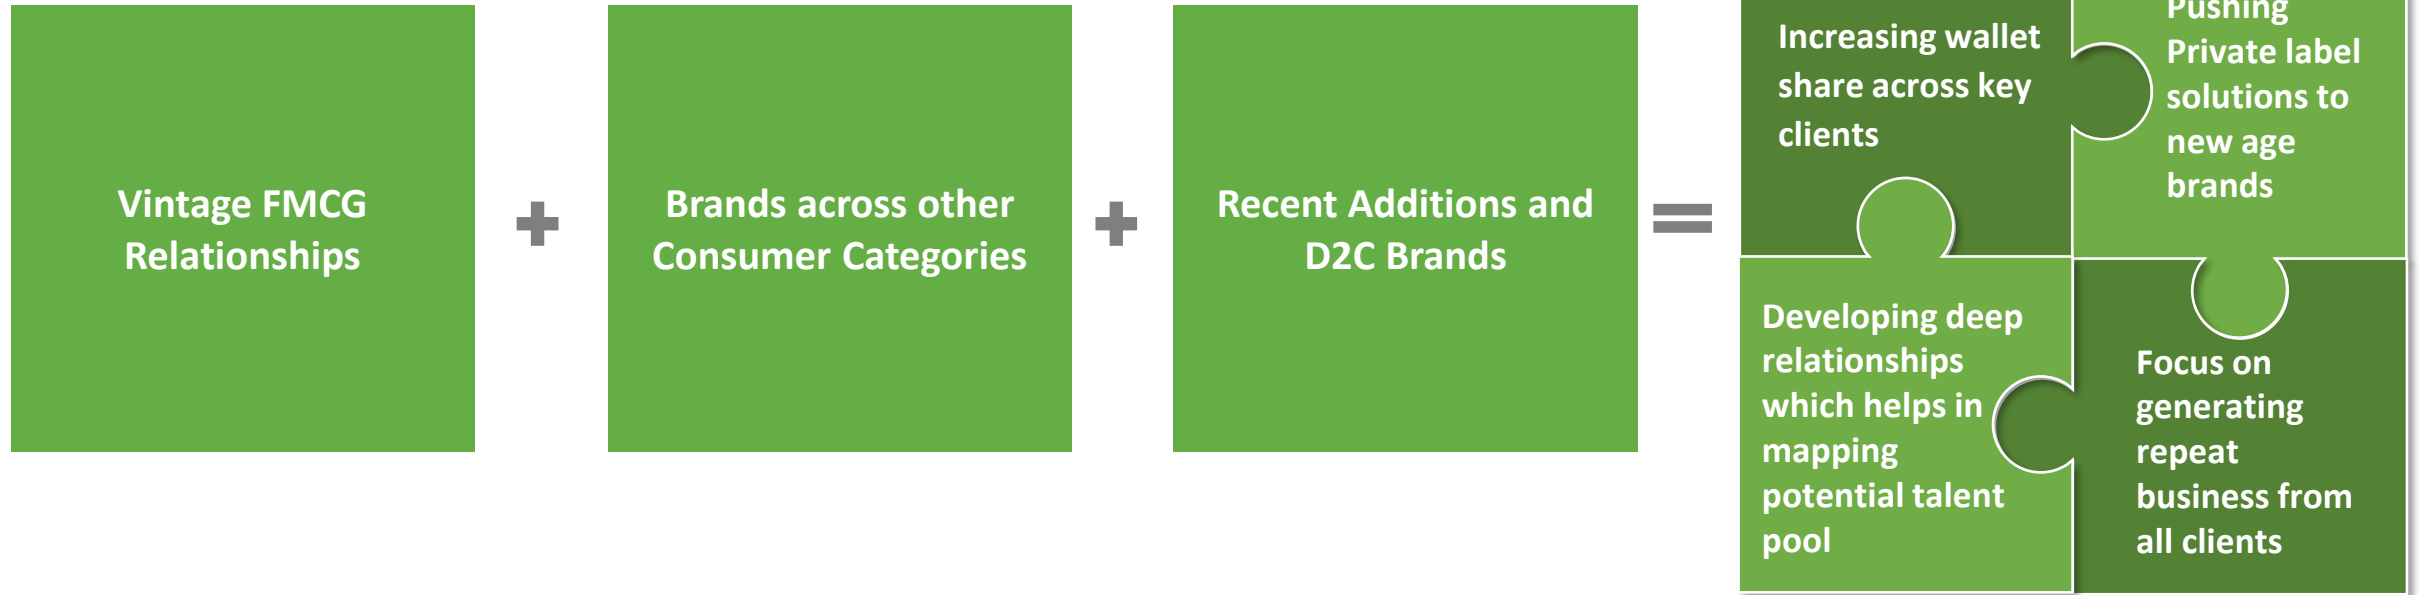 Vintage FMCG
Relationships
Brands across other
Consumer Categories
Recent Additions and
D2C Brands
Increasing wallet
share across key
clients
Pushing
Private label
solutions to
new age
brands
Developing deep
relationships
which helps in
mapping
potential talent
pool
Focus on
generating
repeat
business from
all clients